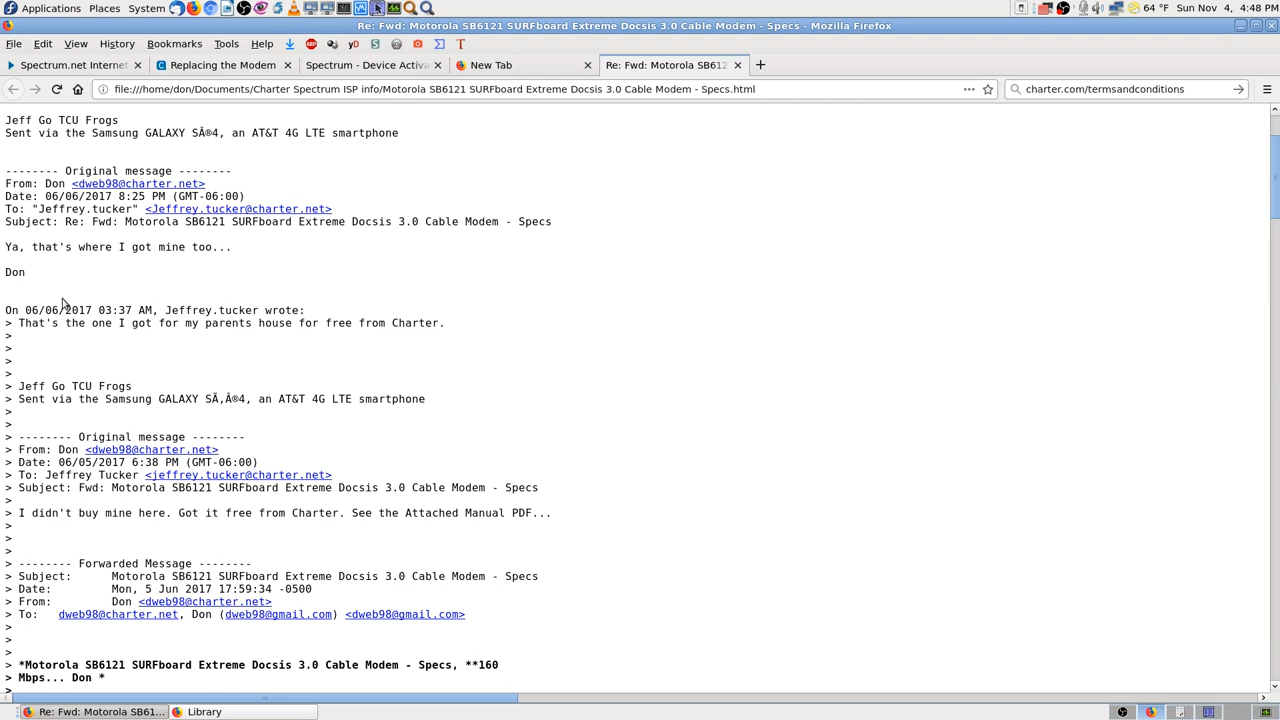 Applications Places System 64 °F Sun Nov 4, 4:48 PM
Re: Fwd: Motorola SB6121 SURFboard Extreme Docsis 3.0 Cable Modem - Specs - Mozilla Firefox
File Edit View History Bookmarks Tools Help
Spectrum.net Internet Replacing the Modem Spectrum - Device Activa New Tab Re: Fwd: Motorola SB612
file:///home/don/Documents/Charter Spectrum ISP info/Motorola SB6121 SURFboard Extreme Docsis 3.0 Cable Modem - Specs.html charter.com/termsandconditions
Jeff Go TCU Frogs
Sent via the Samsung GALAXY SÂ®4, an AT&T 4G LTE smartphone
-------- Original message --------
From: Don <dweb98@charter.net>
Date: 06/06/2017 8:25 PM (GMT-06:00)
To: "Jeffrey.tucker" <Jeffrey.tucker@charter.net>
Subject: Re: Fwd: Motorola SB6121 SURFboard Extreme Docsis 3.0 Cable Modem - Specs
Ya, that's where I got mine too...
Don
On 06/06/2017 03:37 AM, Jeffrey.tucker wrote:
> That's the one I got for my parents house for free from Charter.
>
>
>
>
> Jeff Go TCU Frogs
> Sent via the Samsung GALAXY SÃ‚Â®4, an AT&T 4G LTE smartphone
>
>
> -------- Original message --------
> From: Don <dweb98@charter.net>
> Date: 06/05/2017 6:38 PM (GMT-06:00)
> To: Jeffrey Tucker <jeffrey.tucker@charter.net>
> Subject: Fwd: Motorola SB6121 SURFboard Extreme Docsis 3.0 Cable Modem - Specs
>
> I didn't buy mine here. Got it free from Charter. See the Attached Manual PDF...
>
>
>
> -------- Forwarded Message --------
> Subject: Motorola SB6121 SURFboard Extreme Docsis 3.0 Cable Modem - Specs
> Date: Mon, 5 Jun 2017 17:59:34 -0500
> From: Don <dweb98@charter.net>
> To: dweb98@charter.net, Don (dweb98@gmail.com) <dweb98@gmail.com>
>
>
>
> *Motorola SB6121 SURFboard Extreme Docsis 3.0 Cable Modem - Specs, **160
> Mbps... Don *
>
Re: Fwd: Motorola SB61... Library